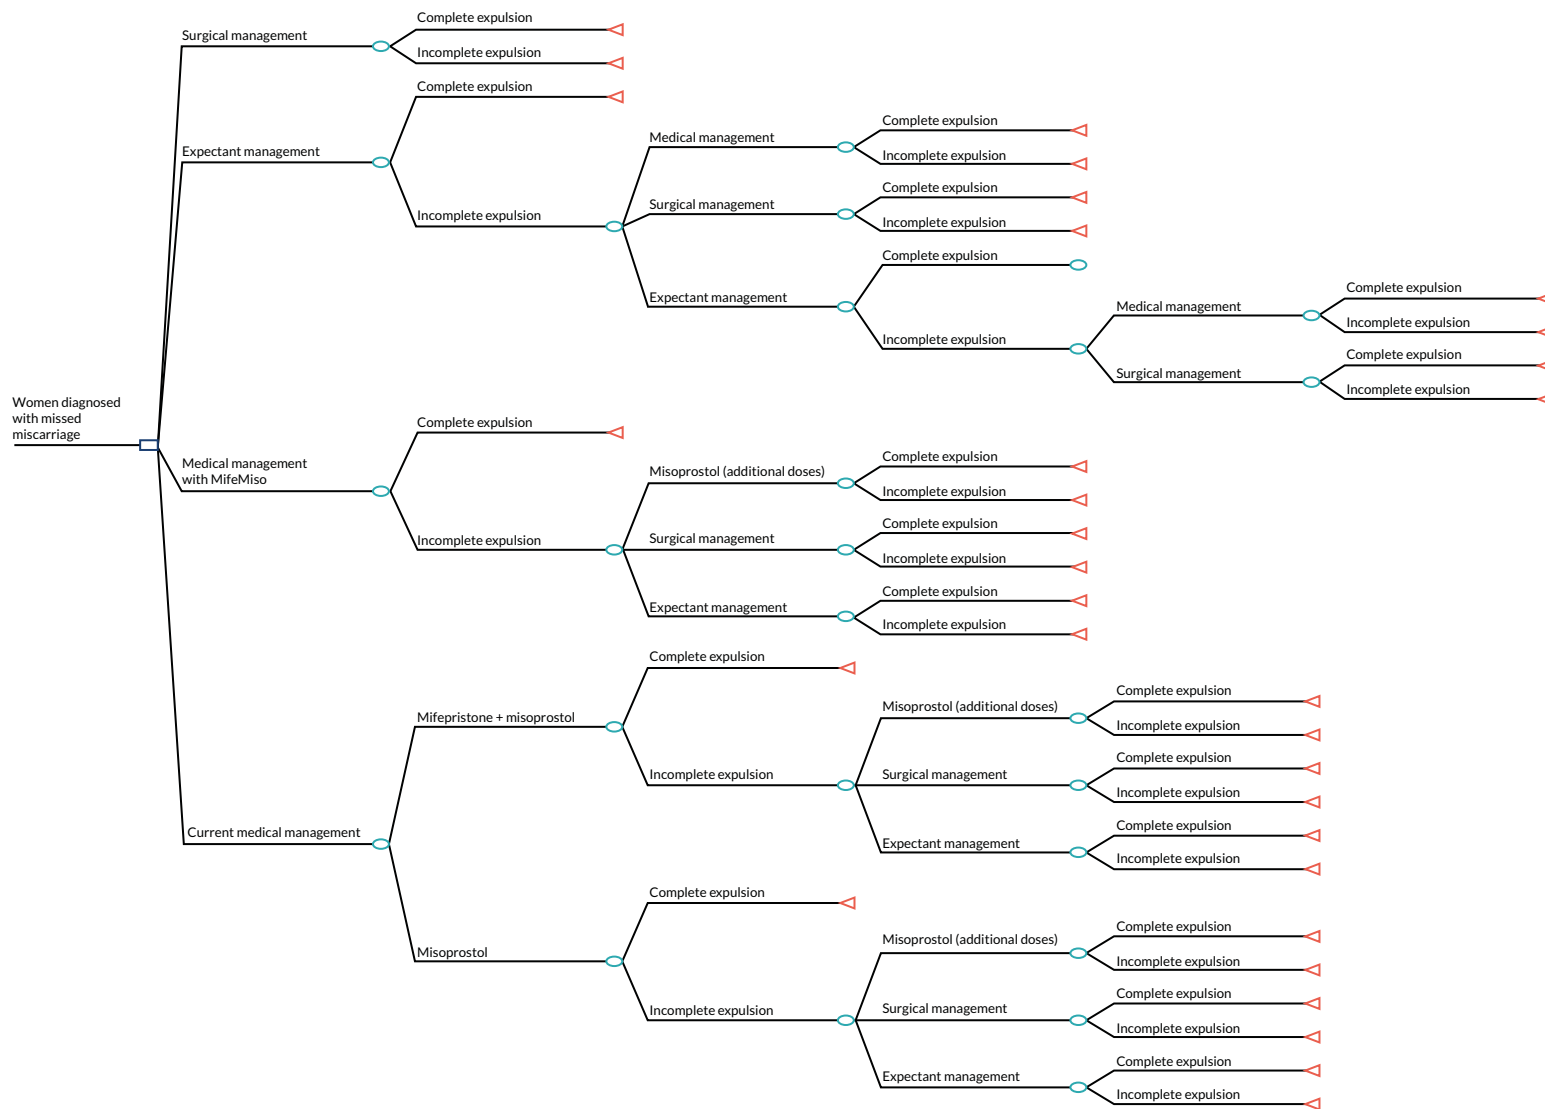 Surgical management
Complete expulsion
Incomplete expulsion
Expectant management
Complete expulsion
Incomplete expulsion
Medical management
Complete expulsion
Incomplete expulsion
Surgical management
Complete expulsion
Incomplete expulsion
Expectant management
Complete expulsion
Incomplete expulsion
Medical management
Complete expulsion
Incomplete expulsion
Surgical management
Complete expulsion
Incomplete expulsion
Women diagnosed
with missed
miscarriage
Medical management
with MifeMiso
Complete expulsion
Incomplete expulsion
Misoprostol (additional doses)
Complete expulsion
Incomplete expulsion
Surgical management
Complete expulsion
Incomplete expulsion
Expectant management
Complete expulsion
Incomplete expulsion
Current medical management
Mifepristone + misoprostol
Complete expulsion
Incomplete expulsion
Misoprostol (additional doses)
Complete expulsion
Incomplete expulsion
Surgical management
Complete expulsion
Incomplete expulsion
Expectant management
Complete expulsion
Incomplete expulsion
Misoprostol
Complete expulsion
Incomplete expulsion
Misoprostol (additional doses)
Complete expulsion
Incomplete expulsion
Surgical management
Complete expulsion
Incomplete expulsion
Expectant management
Complete expulsion
Incomplete expulsion